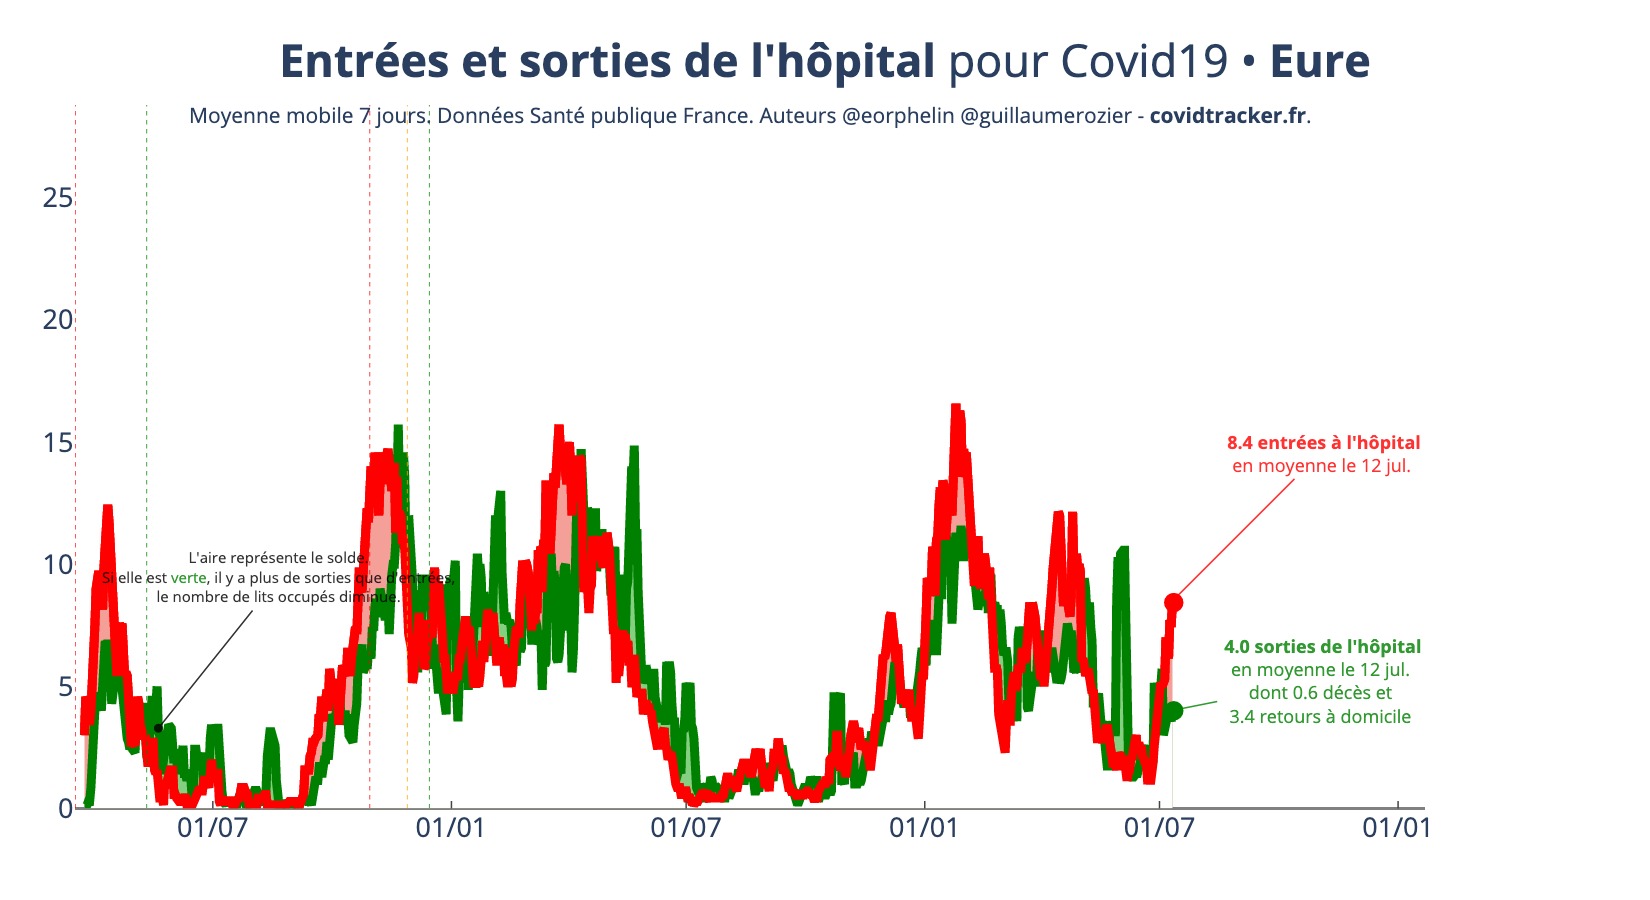 Entrées et sorties de l'hôpital pour Covid19 • Eure
Moyenne mobile 7 jours. Données Santé publique France. Auteurs @eorphelin @guillaumerozier - covidtracker.fr.
25
20
15
10
5
0
L'aire représente le solde.
Si elle est verte, il y a plus de sorties que d'entrées,
le nombre de lits occupés diminue.
8.4 entrées à l'hôpital
en moyenne le 12 jul.
4.0 sorties de l'hôpital
en moyenne le 12 jul.
dont 0.6 décès et
3.4 retours à domicile
01/07
01/01
01/07
01/01
01/07
01/01